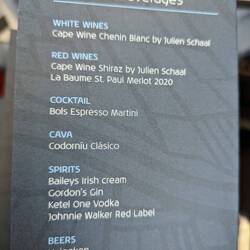 WHITE WINES
Cape Wine Chenin Blanc by Julien Schaal
RED WINES
Cape Wine Shiraz by Julien Schaal
La Baume St. Paul Merlot 2020
COCKTAIL
Bols Espresso Martini
CAVA
Codorníu Clásico
SPIRITS
Baileys Irish cream
Gordon's Gin
Ketel One Vodka
Johnnie Walker Red Label
BEERS